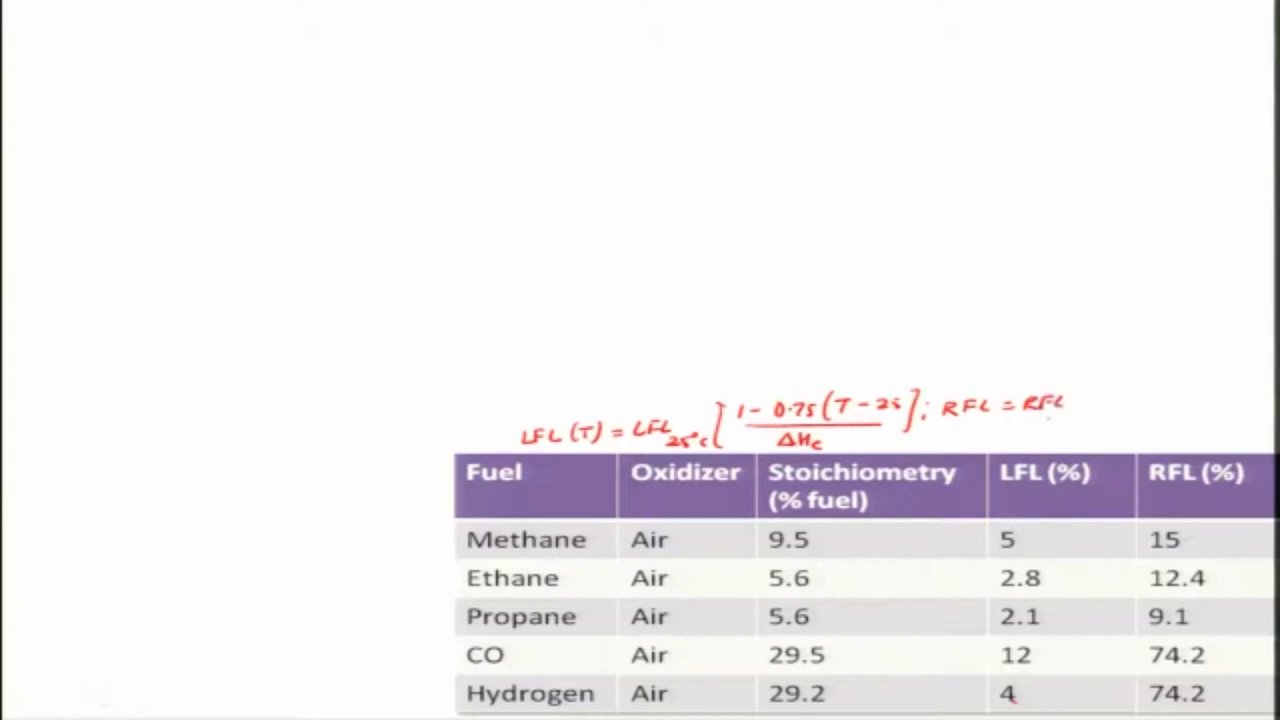 LFL (T) = LFL 25°C [ 1 - 0.75 (T - 25 ] ; RFL = RFL
ΔHc
Fuel Oxidizer Stoichiometry (% fuel) LFL (%) RFL (%)
Methane Air 9.5 5 15
Ethane Air 5.6 2.8 12.4
Propane Air 5.6 2.1 9.1
CO Air 29.5 12 74.2
Hydrogen Air 29.2 4 74.2